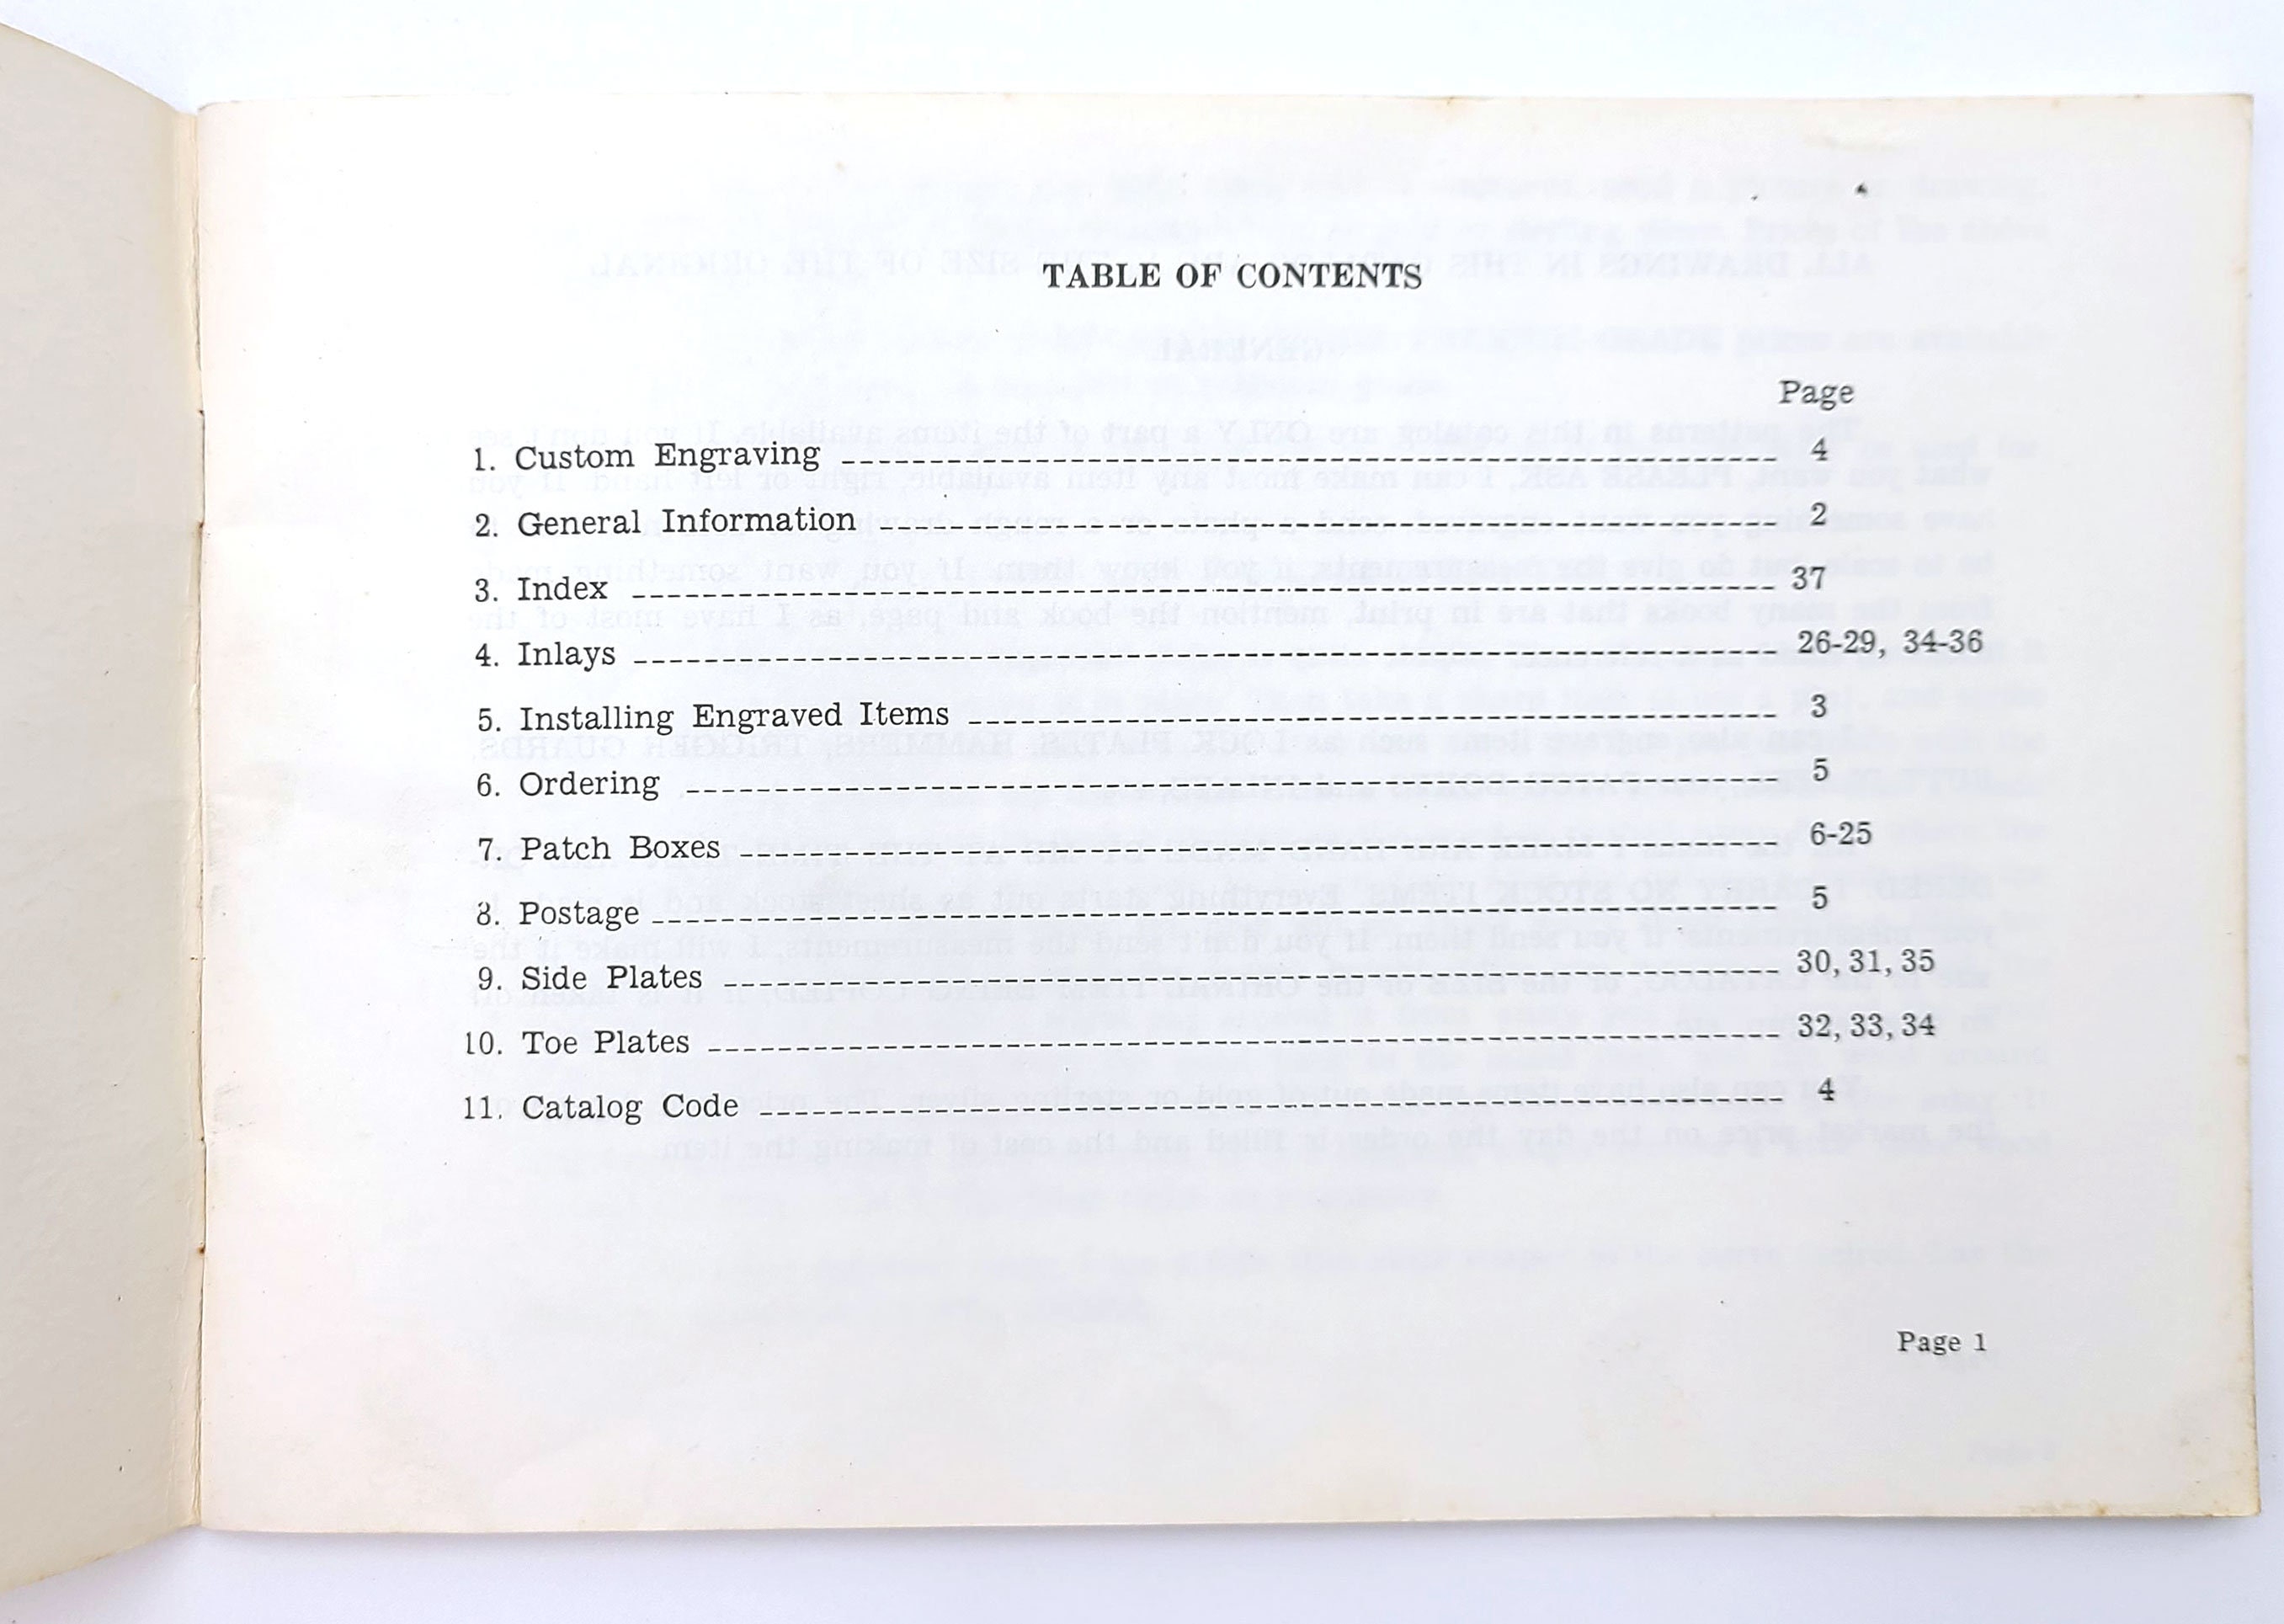 TABLE OF CONTENTS
Page
1. Custom Engraving ---------------------------------------- 4
2. General Information ---------------------------------------- 2
3. Index ---------------------------------------- 37
4. Inlays ---------------------------------------- 26-29, 34-36
5. Installing Engraved Items ---------------------------------------- 3
6. Ordering ---------------------------------------- 5
7. Patch Boxes ---------------------------------------- 6-25
8. Postage ---------------------------------------- 5
9. Side Plates ---------------------------------------- 30, 31, 35
10. Toe Plates ---------------------------------------- 32, 33, 34
11. Catalog Code ---------------------------------------- 4
Page 1